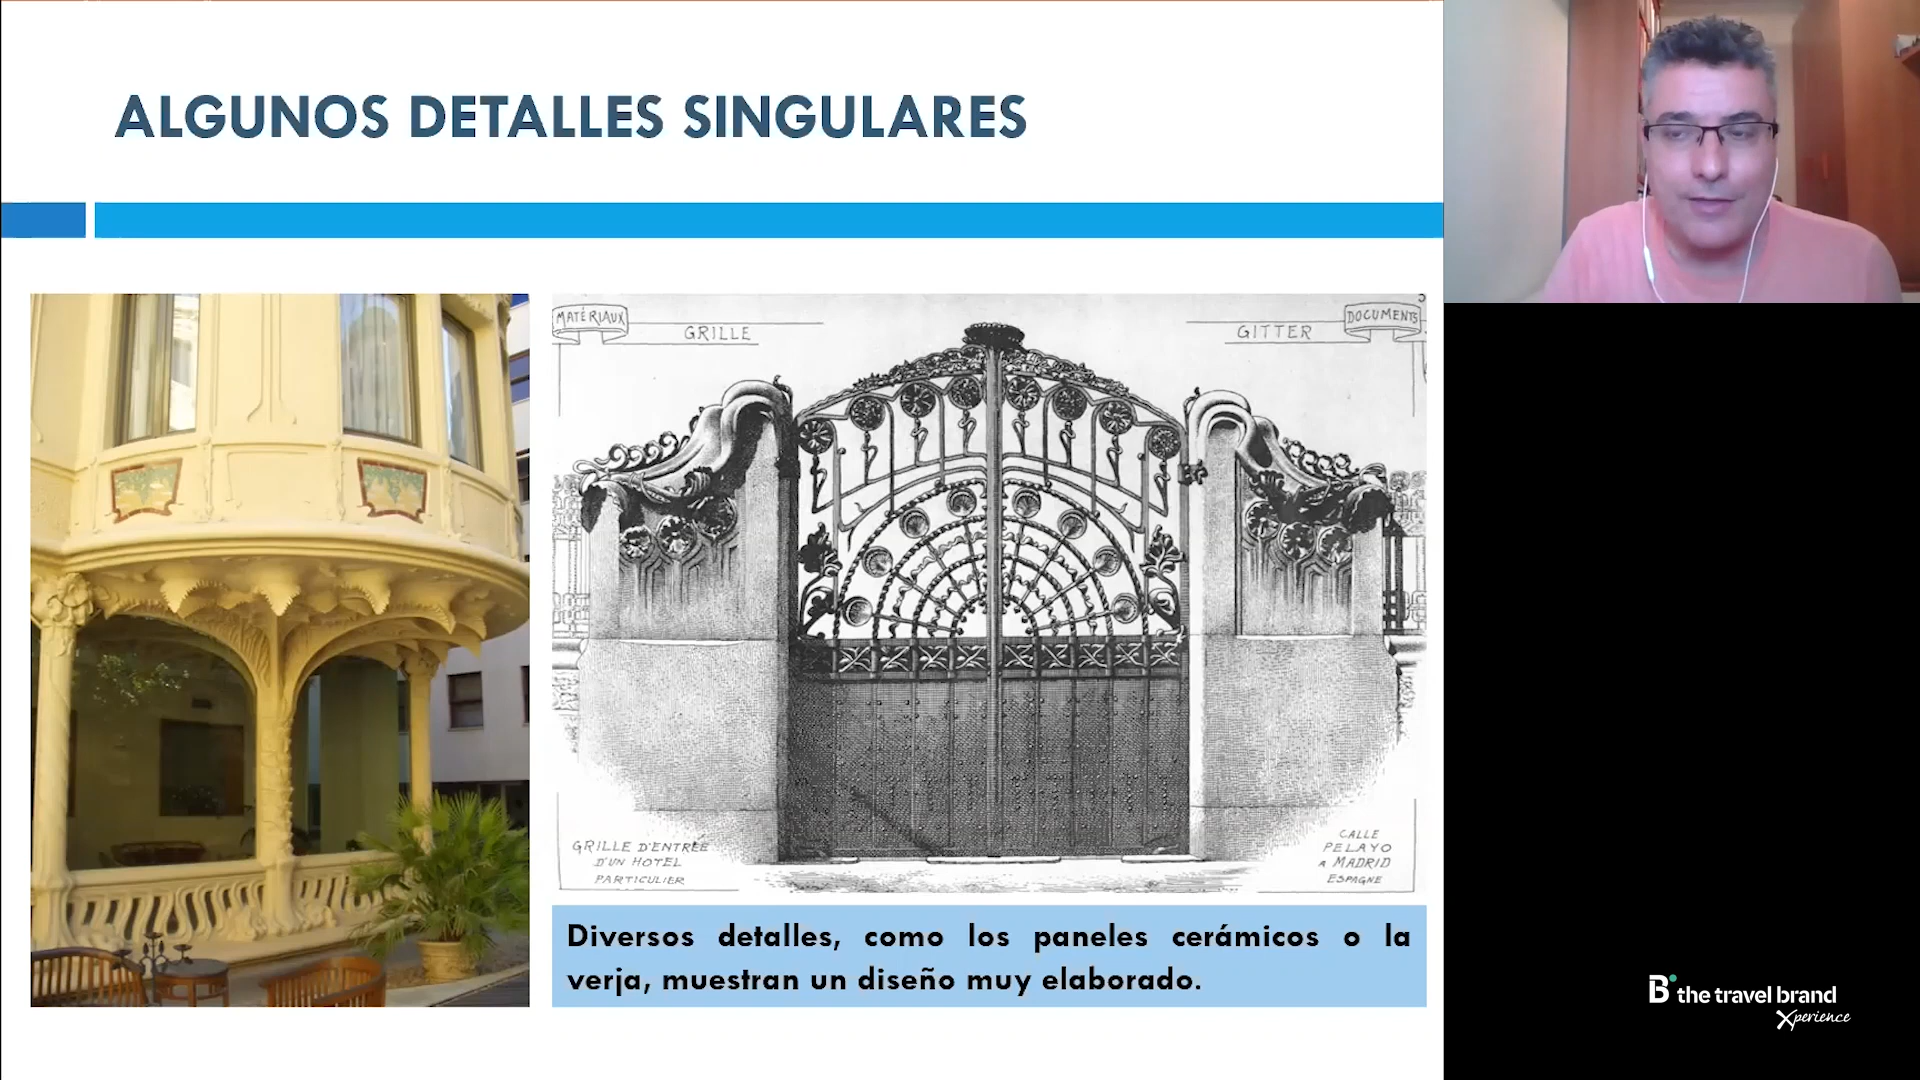 ALGUNOS DETALLES SINGULARES
MATÉRIAUX
GRILLE
GITTER
DOCUMENTS
GRILLE D'ENTRÉE
D'UN HOTEL
PARTICULIER
CALLE
PELAYO
A MADRID
ESPAGNE
Diversos detalles, como los paneles cerámicos o la
verja, muestran un diseño muy elaborado.
B the travel brand
Xperience